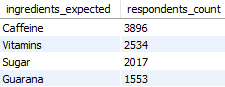 ingredients_expected respondents_count
Caffeine 3896
Vitamins 2534
Sugar 2017
Guarana 1553